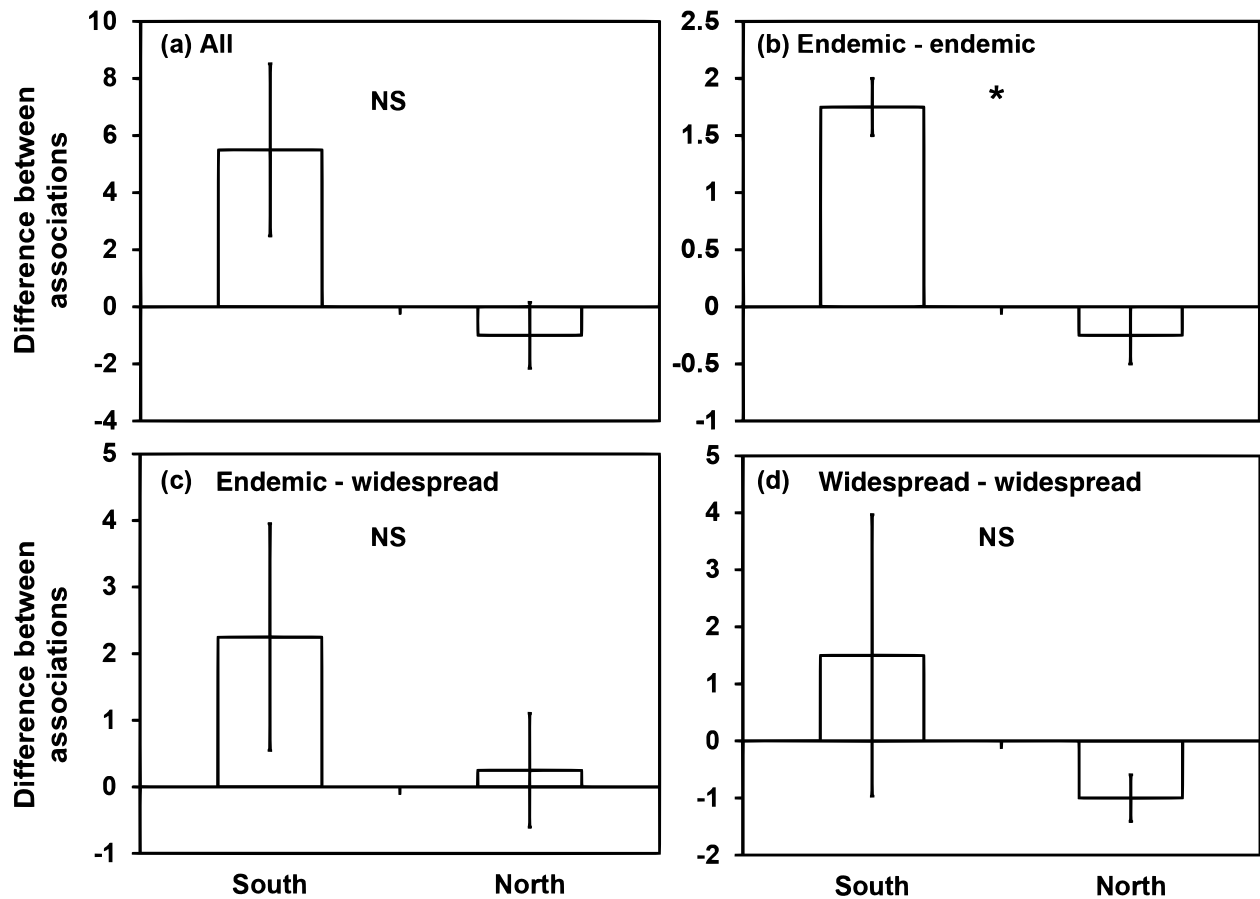 (a) All
NS
10
8
6
4
2
0
-2
-4
Difference between
associations
(b) Endemic - endemic
*
2.5
2
1.5
1
0.5
0
-0.5
-1
(c) Endemic - widespread
NS
5
4
3
2
1
0
-1
Difference between
associations
South North
(d) Widespread - widespread
NS
5
4
3
2
1
0
-1
-2
South North